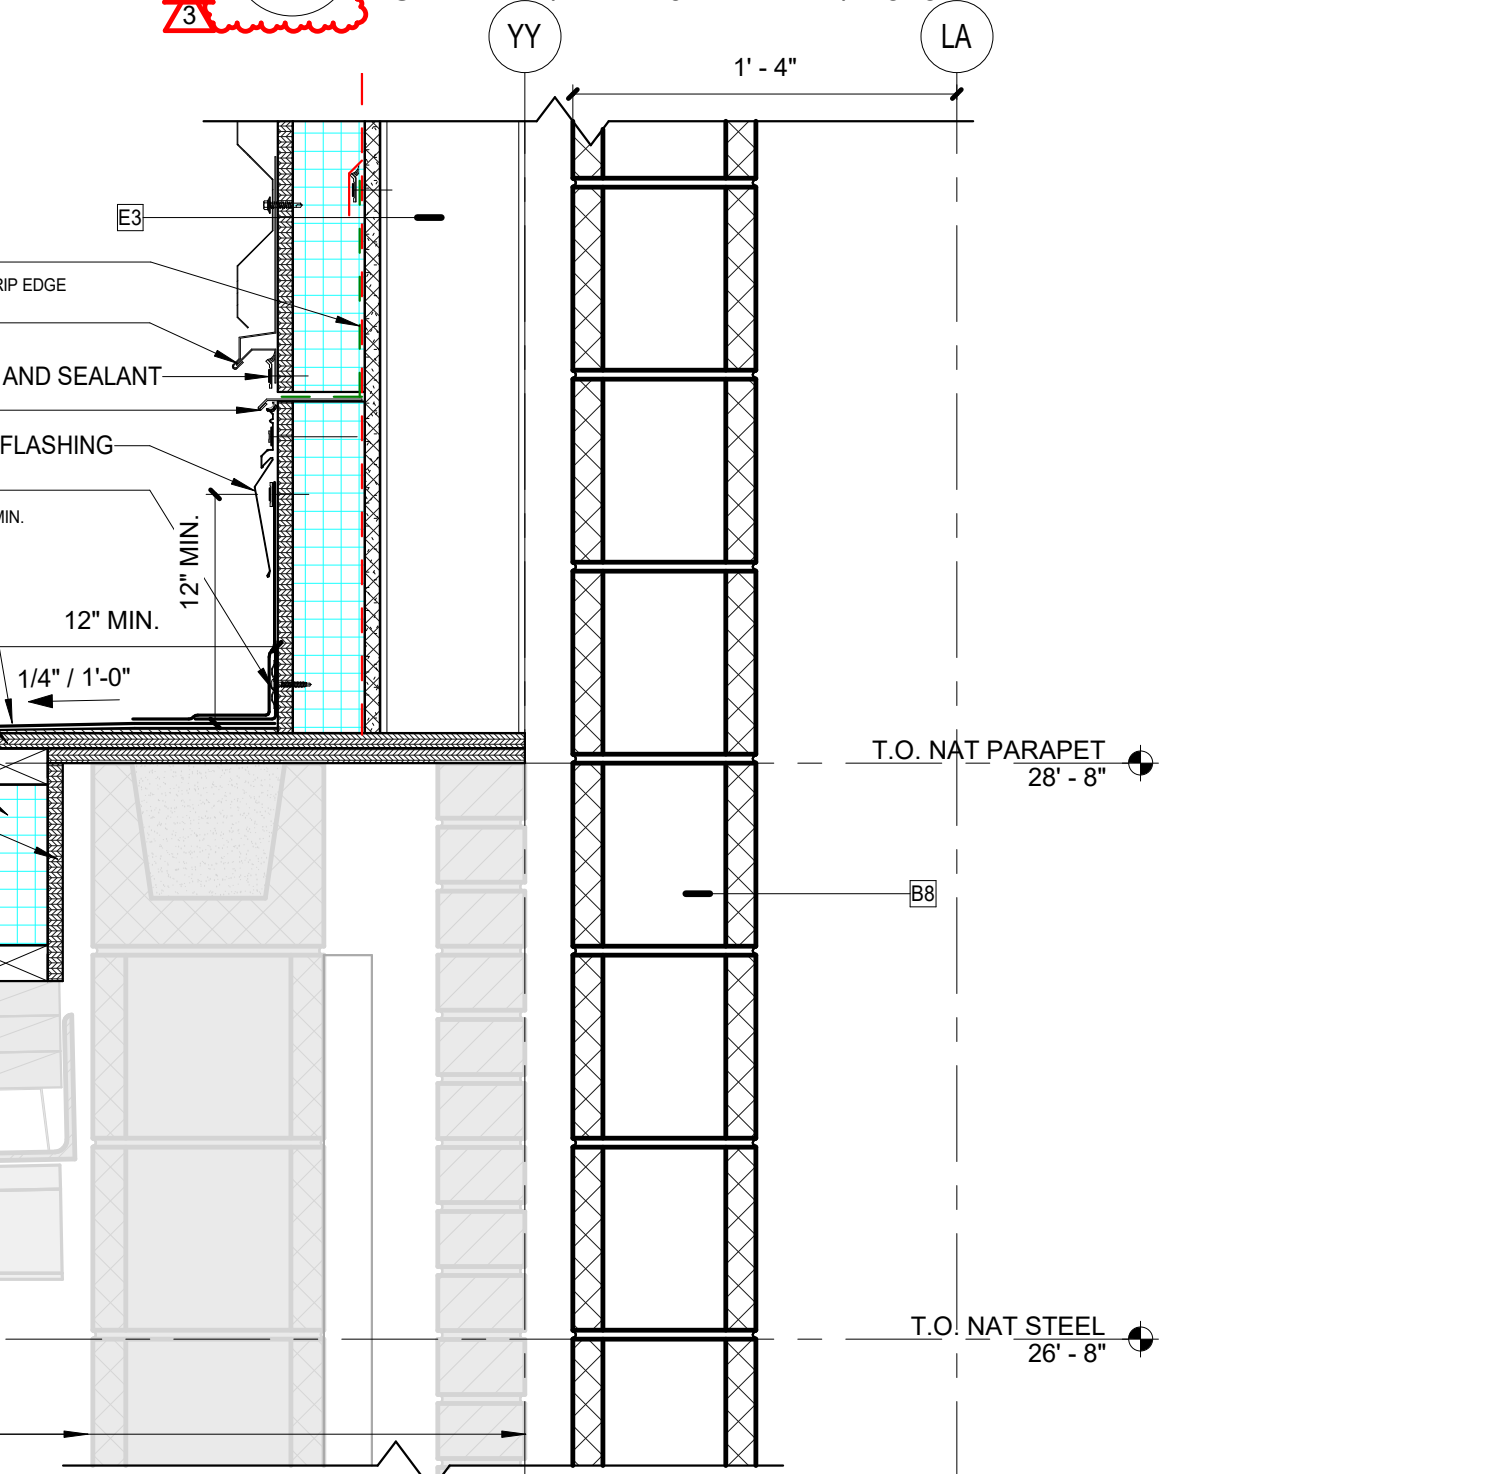 3
YY
LA
1' - 4"
E3
RIP EDGE
AND SEALANT
FLASHING
MIN.
12" MIN.
12" MIN.
1/4" / 1'-0"
T.O. NAT PARAPET
28' - 8"
B8
T.O. NAT STEEL
26' - 8"